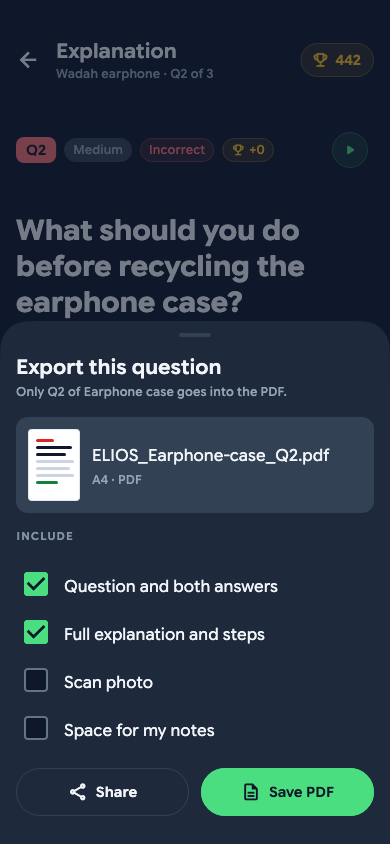 Explanation
Wadah earphone · Q2 of 3
442
Q2
Medium
Incorrect
+0
What should you do
before recycling the
earphone case?
Export this question
Only Q2 of Earphone case goes into the PDF.
ELIOS_Earphone-case_Q2.pdf
A4 · PDF
INCLUDE
Question and both answers
Full explanation and steps
Scan photo
Space for my notes
Share
Save PDF